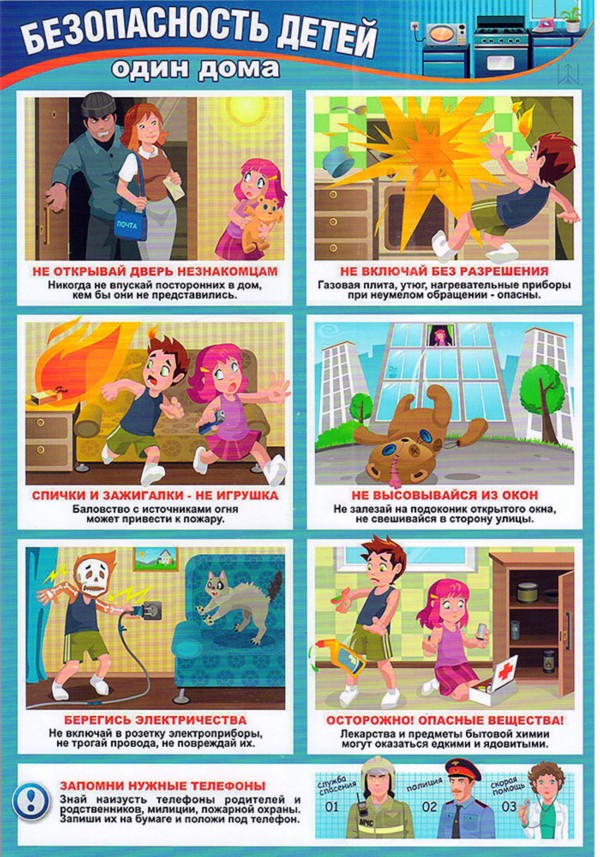 БЕЗОПАСНОСТЬ ДЕТЕЙ
один дома
ПОЧТА
НЕ ОТКРЫВАЙ ДВЕРЬ НЕЗНАКОМЦАМ
Никогда не впускай посторонних в дом,
кем бы они не представились.
НЕ ВКЛЮЧАЙ БЕЗ РАЗРЕШЕНИЯ
Газовая плита, утюг, нагревательные приборы
при неумелом обращении - опасны.
СПИЧКИ И ЗАЖИГАЛКИ - НЕ ИГРУШКА
Баловство с источниками огня
может привести к пожару.
НЕ ВЫСОВЫВАЙСЯ ИЗ ОКОН
Не залезай на подоконик открытого окна,
не свешивайся в сторону улицы.
БЕРЕГИСЬ ЭЛЕКТРИЧЕСТВА
Не включай в розетку электроприборы,
не трогай провода, не повреждай их.
ОСТОРОЖНО! ОПАСНЫЕ ВЕЩЕСТВА!
Лекарства и предметы бытовой химии
могут оказаться едкими и ядовитыми.
ЗАПОМНИ НУЖНЫЕ ТЕЛЕФОНЫ
Знай наизусть телефоны родителей и
родственников, милиции, пожарной охраны.
Запиши их на бумаге и положи под телефон.
служба
спасения
01
МЧС
полиция
02
скорая
помощь
03